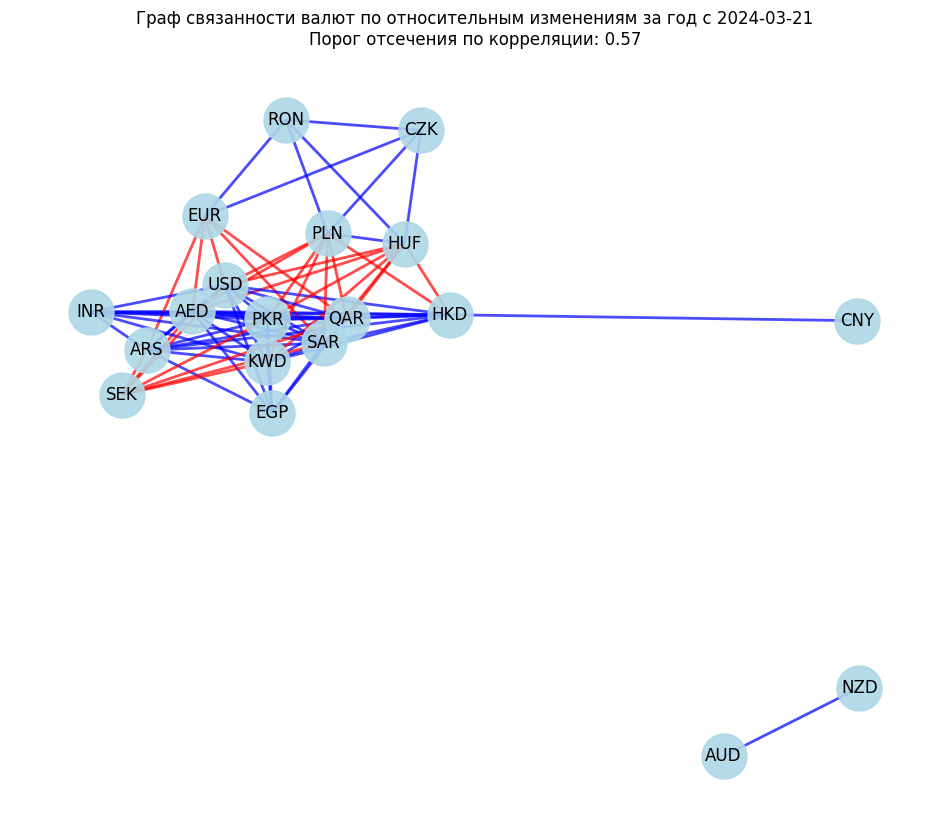 Граф связанности валют по относительным изменениям за год с 2024-03-21
Порог отсечения по корреляции: 0.57
RON
CZK
EUR
PLN
HUF
USD
INR
AED
PKR
QAR
HKD
CNY
ARS
SAR
KWD
SEK
EGP
NZD
AUD